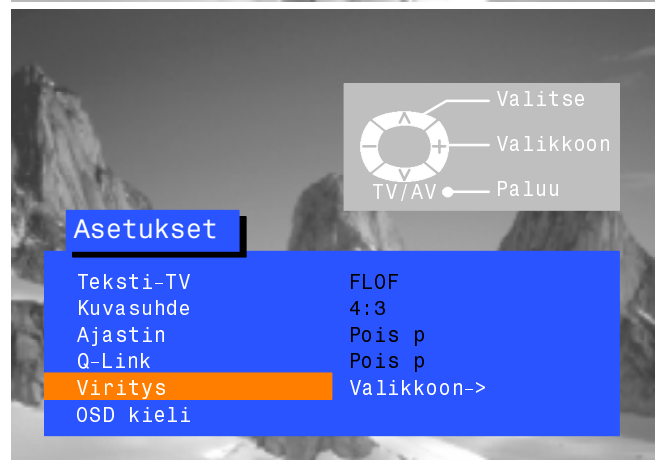 Valitse
Valikkoon
TV/AV Paluu
Asetukset
Teksti-TV FLOF
Kuvasuhde 4:3
Ajastin Pois p
Q-Link Pois p
Viritys Valikkoon->
OSD kieli